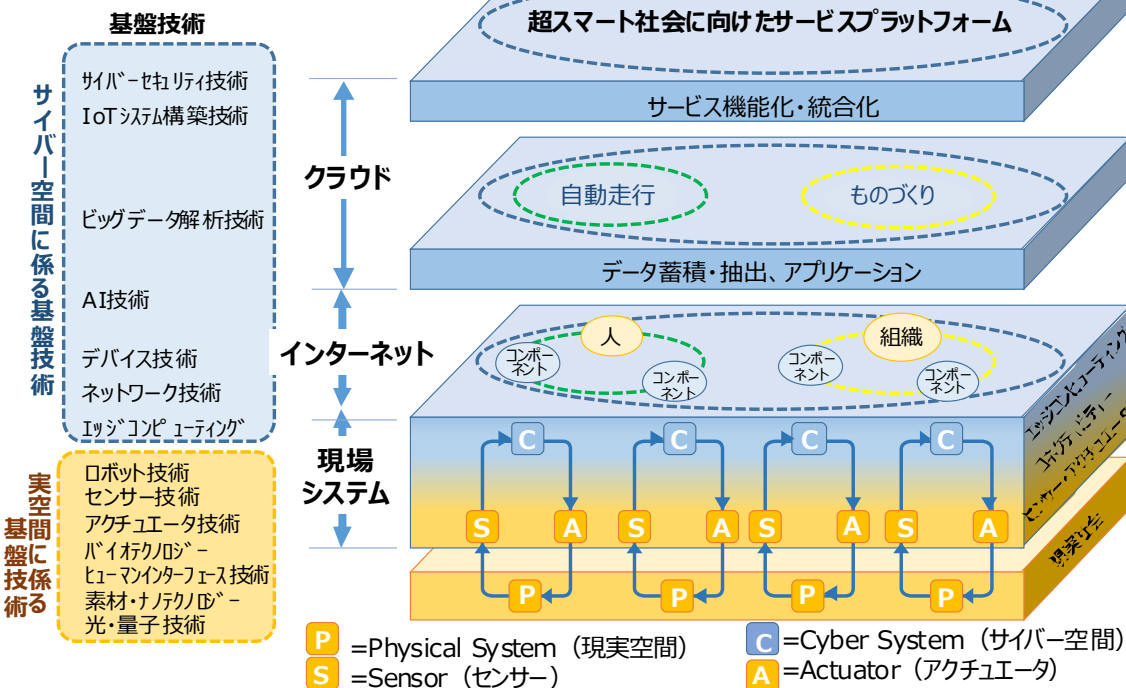 基盤技術
サイバー空間に係る基盤技術
サイバーセキュリティ技術
IoTシステム構築技術
ビッグデータ解析技術
AI技術
デバイス技術
ネットワーク技術
エッジコンピューティング
実空間に係る
基盤技術
ロボット技術
センサー技術
アクチュエータ技術
バイオテクノロジー
ヒューマンインターフェース技術
素材・ナノテクノロジー
光・量子技術
クラウド
インターネット
現場
システム
超スマート社会に向けたサービスプラットフォーム
サービス機能化・統合化
自動走行
ものづくり
データ蓄積・抽出、アプリケーション
人
コンポー
ネント
コンポー
ネント
組織
コンポー
ネント
コンポー
ネント
エッジコンピューティング
コネクティビティー
センサー・アクチュエータ
C
C
C
C
S
A
S
A
S
A
S
A
P
P
P
P
現実社会
P =Physical System（現実空間）
S =Sensor（センサー）
C =Cyber System（サイバー空間）
A =Actuator（アクチュエータ）